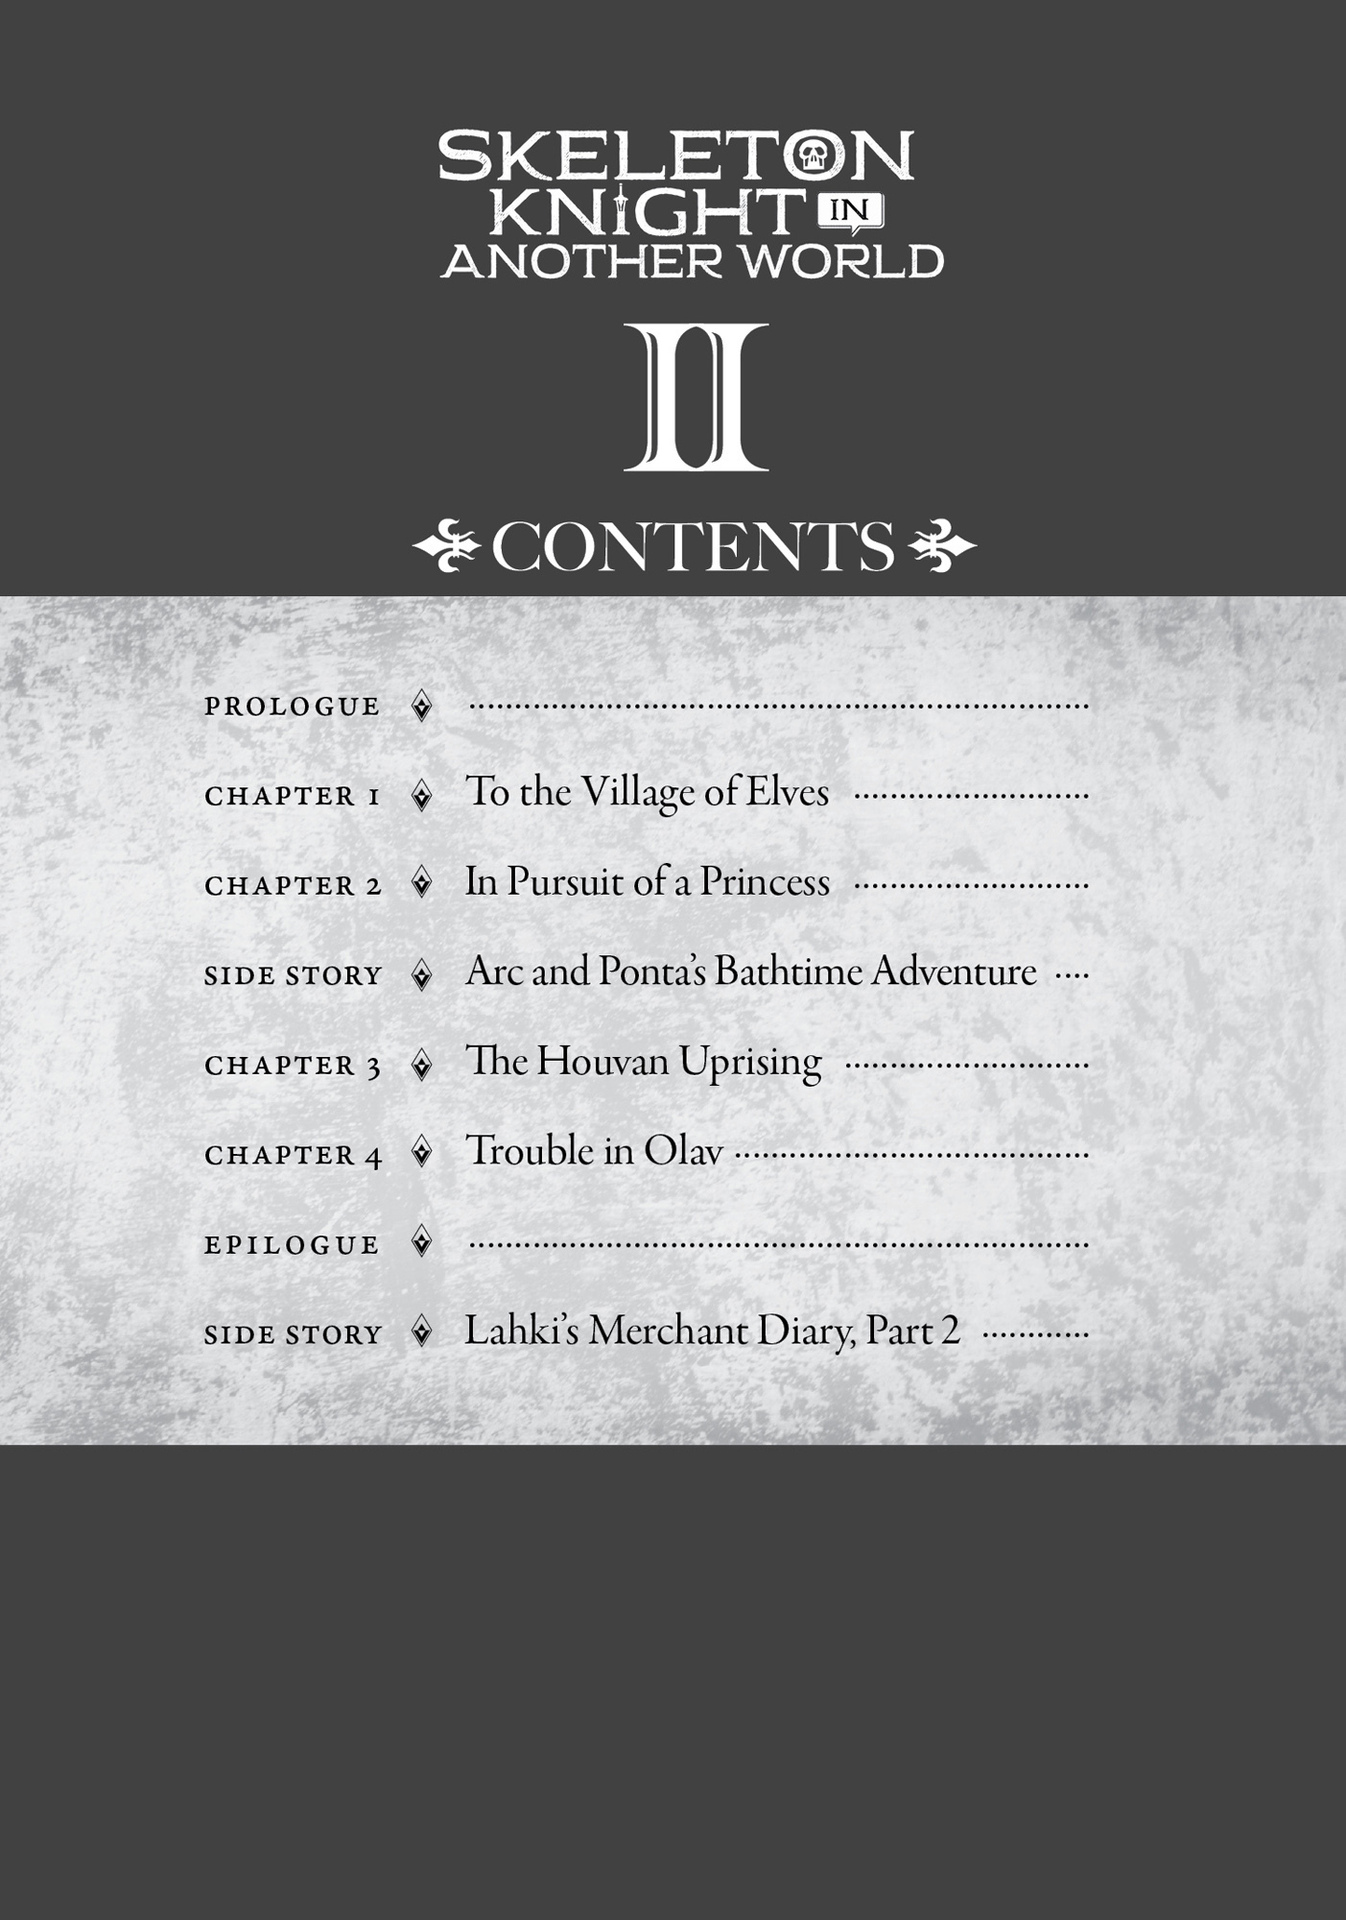 SKELETON
KNIGHT IN
ANOTHER WORLD
II
CONTENTS
PROLOGUE ....................................................................
CHAPTER 1 To the Village of Elves ..........................
CHAPTER 2 In Pursuit of a Princess ..........................
SIDE STORY Arc and Ponta's Bathtime Adventure ....
CHAPTER 3 The Houvan Uprising ...........................
CHAPTER 4 Trouble in Olav .......................................
EPILOGUE ....................................................................
SIDE STORY Lahki's Merchant Diary, Part 2 ............